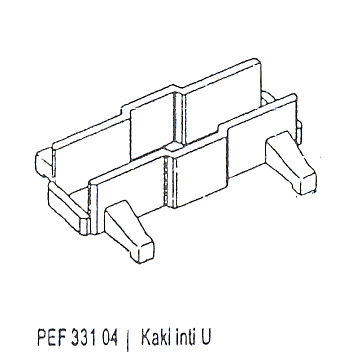 PEF 331 04 | Kaki inti U